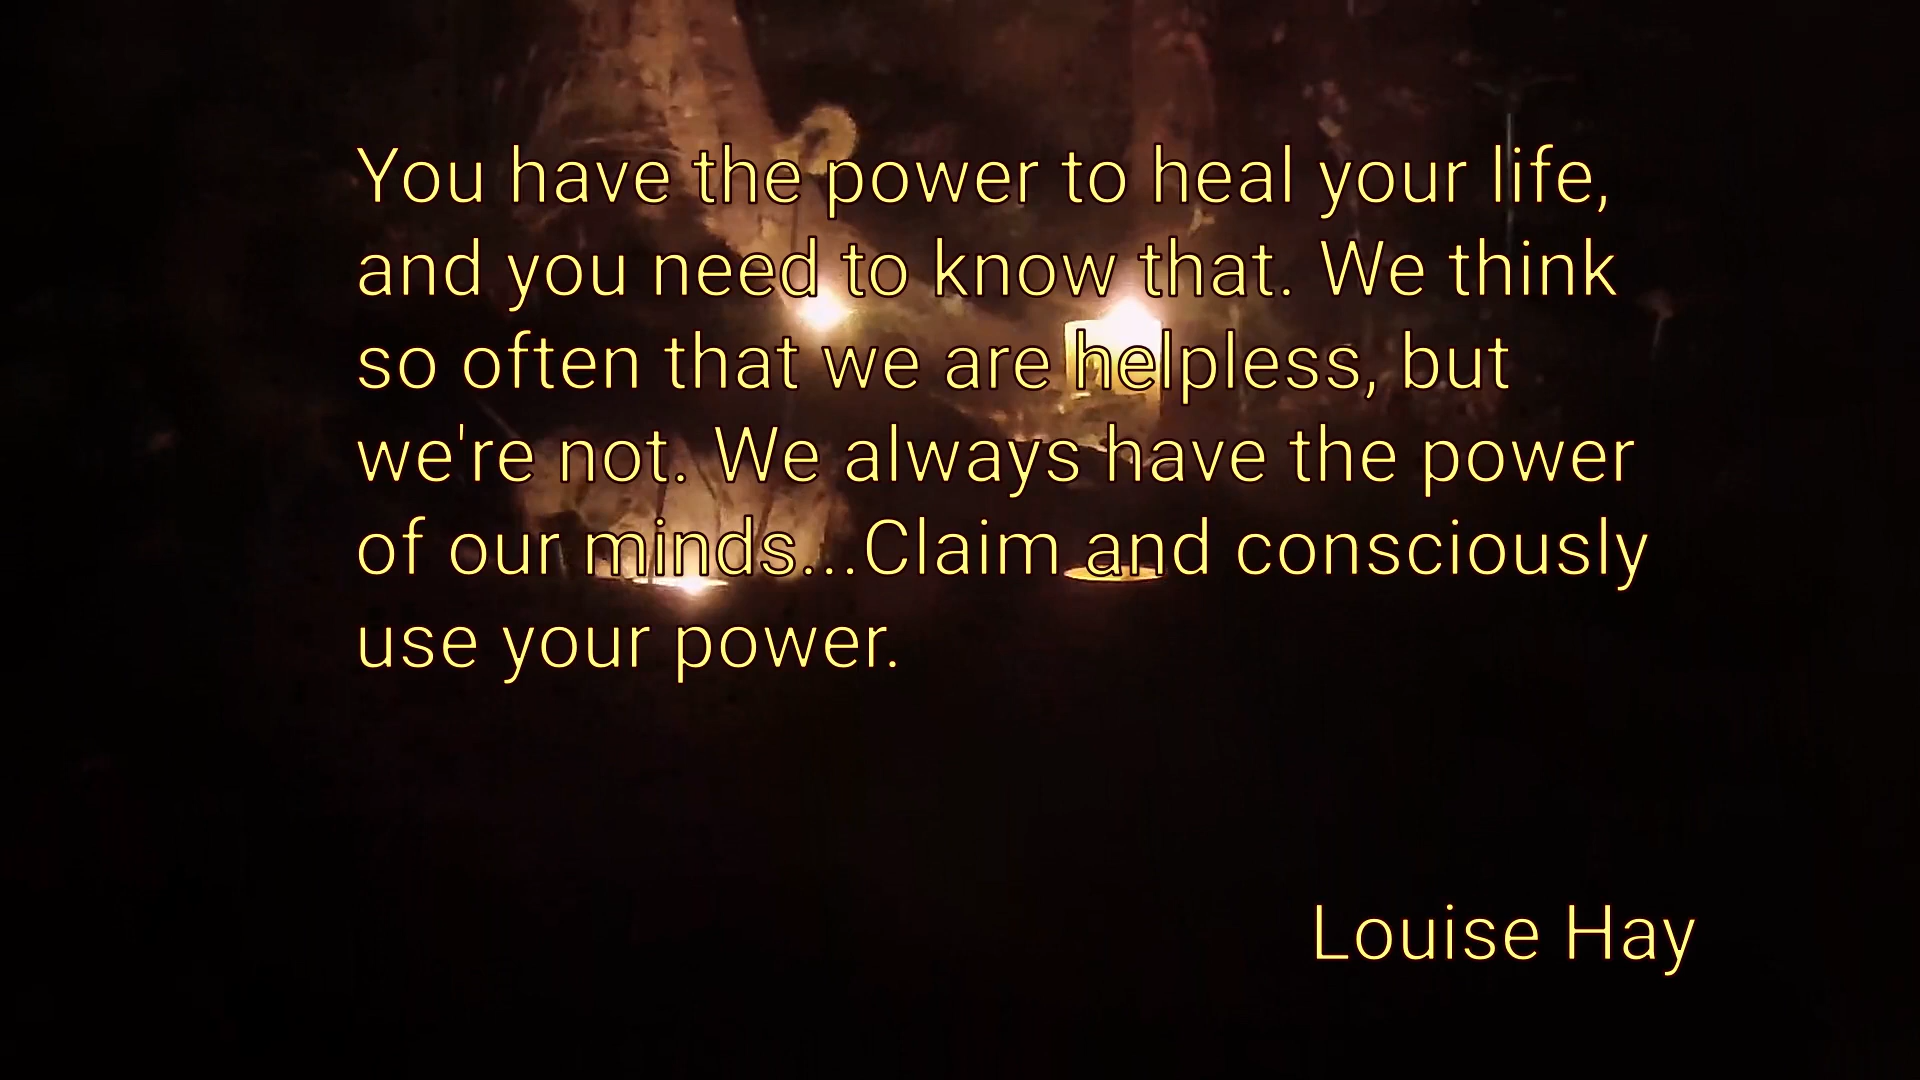 You have the power to heal your life,
and you need to know that. We think
so often that we are helpless, but
we're not. We always have the power
of our minds...Claim and consciously
use your power.
Louise Hay